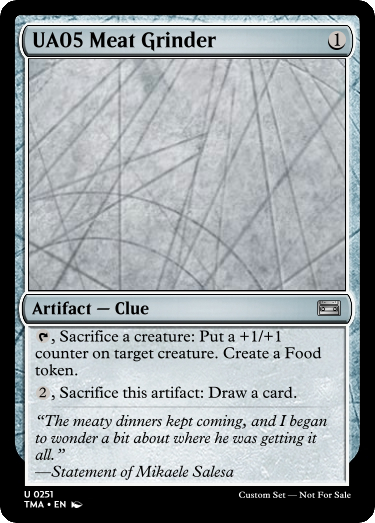 UA05 Meat Grinder 1
Artifact — Clue
, Sacrifice a creature: Put a +1/+1
counter on target creature. Create a Food
token.
2, Sacrifice this artifact: Draw a card.
“The meaty dinners kept coming, and I began
to wonder a bit about where he was getting it
all.”
—Statement of Mikaele Salesa
U 0251
TMA • EN
Custom Set — Not For Sale